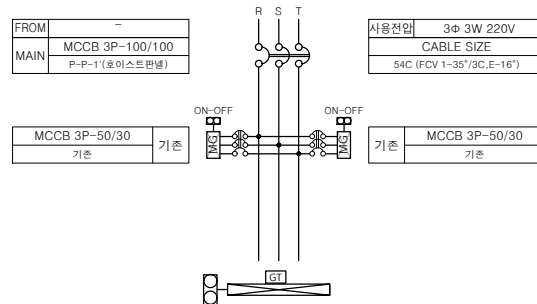 R S T
FROM -
MAIN MCCB 3P-100/100
P-P-1'(호이스트판넬)
사용전압 3Φ 3W 220V
CABLE SIZE
54C (FCV 1-35°/3C,E-16°)
ON-OFF
ON-OFF
MCCB 3P-50/30
기존
기존
MG
MG
기존
MCCB 3P-50/30
기존
GT